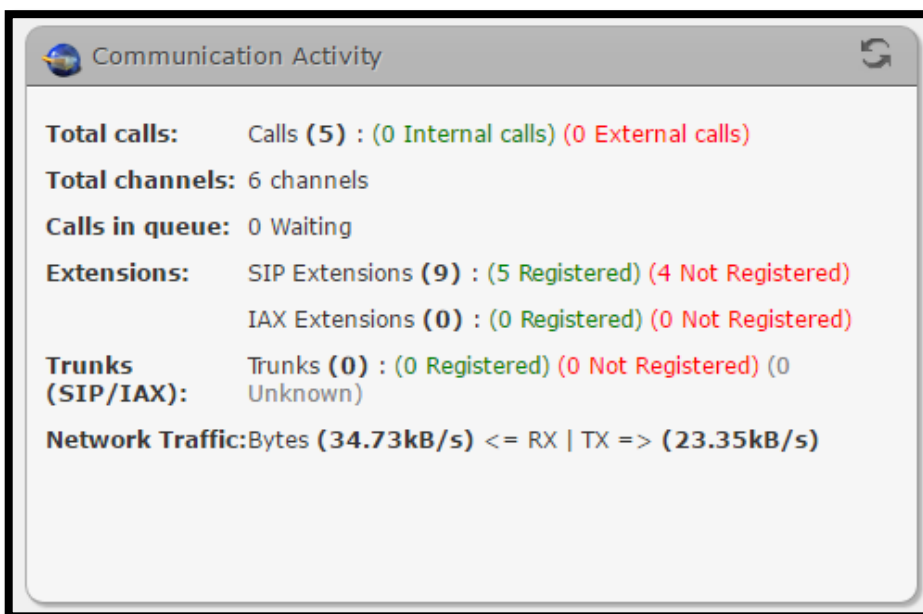 Communication Activity
Total calls: Calls (5) : (0 Internal calls) (0 External calls)
Total channels: 6 channels
Calls in queue: 0 Waiting
Extensions: SIP Extensions (9) : (5 Registered) (4 Not Registered)
IAX Extensions (0) : (0 Registered) (0 Not Registered)
Trunks (SIP/IAX): Trunks (0) : (0 Registered) (0 Not Registered) (0 Unknown)
Network Traffic:Bytes (34.73kB/s) <= RX | TX => (23.35kB/s)